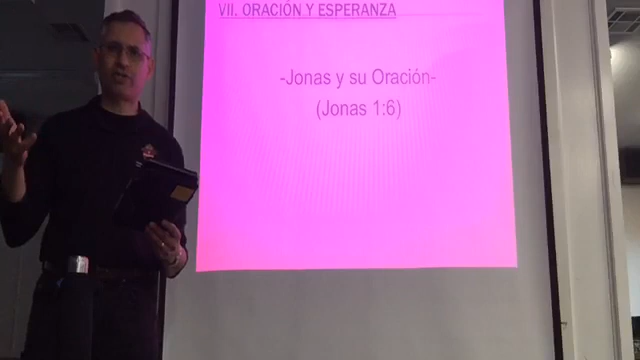 VII. ORACIÓN Y ESPERANZA
-Jonas y su Oración-
(Jonas 1:6)